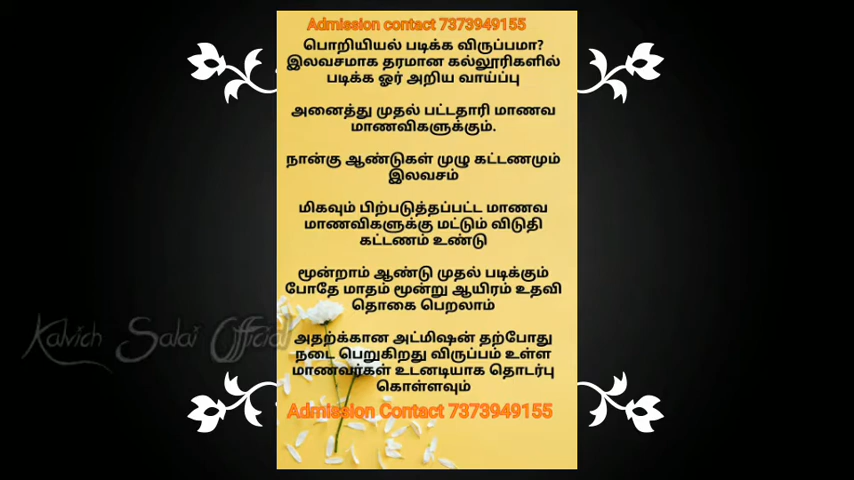 Admission contact 7373949155
பொறியியல் படிக்க விருப்பமா?
இலவசமாக தரமான கல்லூரிகளில்
படிக்க ஓர் அறிய வாய்ப்பு
அனைத்து முதல் பட்டதாரி மாணவ
மாணவிகளுக்கும்.
நான்கு ஆண்டுகள் முழு கட்டணமும்
இலவசம்
மிகவும் பிற்படுத்தப்பட்ட மாணவ
மாணவிகளுக்கு மட்டும் விடுதி
கட்டணம் உண்டு
மூன்றாம் ஆண்டு முதல் படிக்கும்
போதே மாதம் மூன்று ஆயிரம் உதவி
தொகை பெறலாம்
Kalvich Salai Official
அதற்க்கான அட்மிஷன் தற்போது
நடை பெறுகிறது விருப்பம் உள்ள
மாணவர்கள் உடனடியாக தொடர்பு
கொள்ளவும்
Admission Contact 7373949155